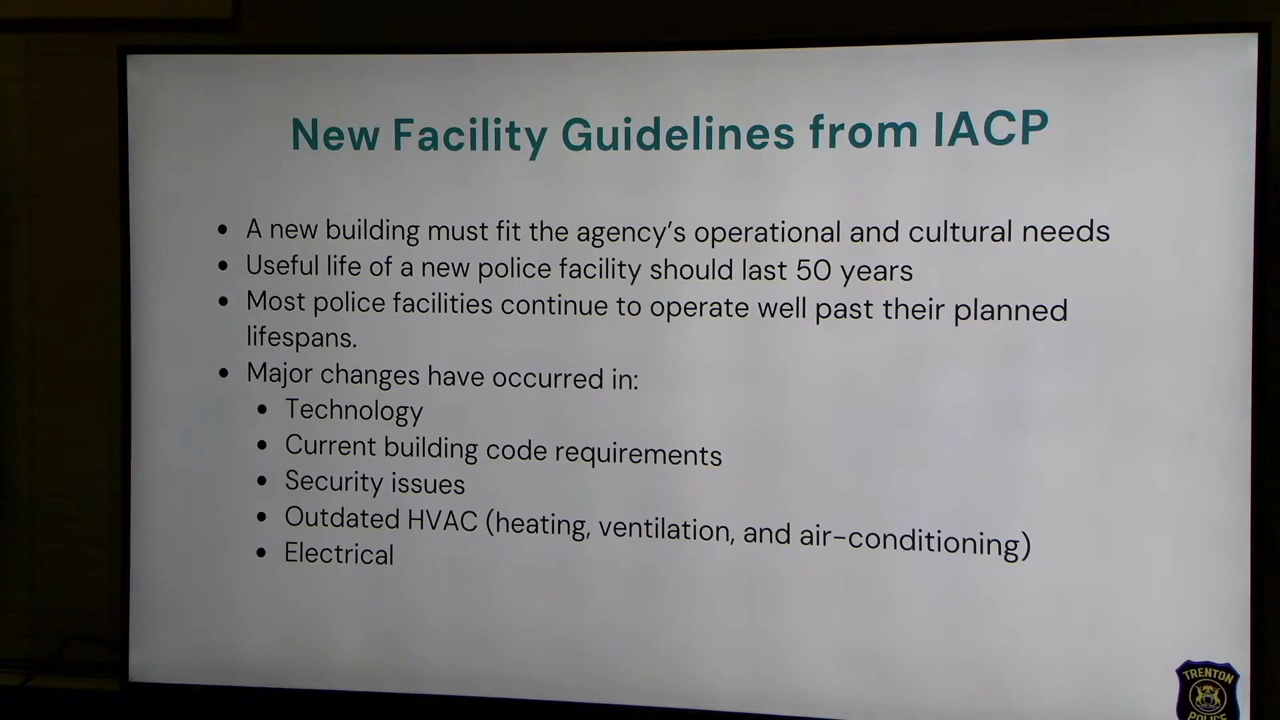 New Facility Guidelines from IACP
• A new building must fit the agency’s operational and cultural needs
• Useful life of a new police facility should last 50 years
• Most police facilities continue to operate well past their planned
lifespans.
• Major changes have occurred in:
• Technology
• Current building code requirements
• Security issues
• Outdated HVAC (heating, ventilation, and air-conditioning)
• Electrical
TRENTON
POLICE